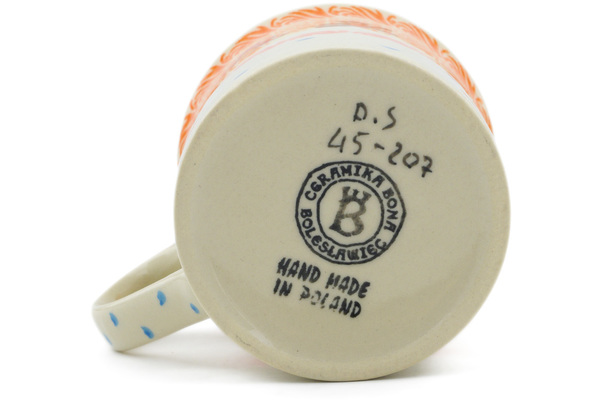 D.S
45-207
CERAMIKA BONA
B
BOLESŁAWIEC
HAND MADE
IN POLAND